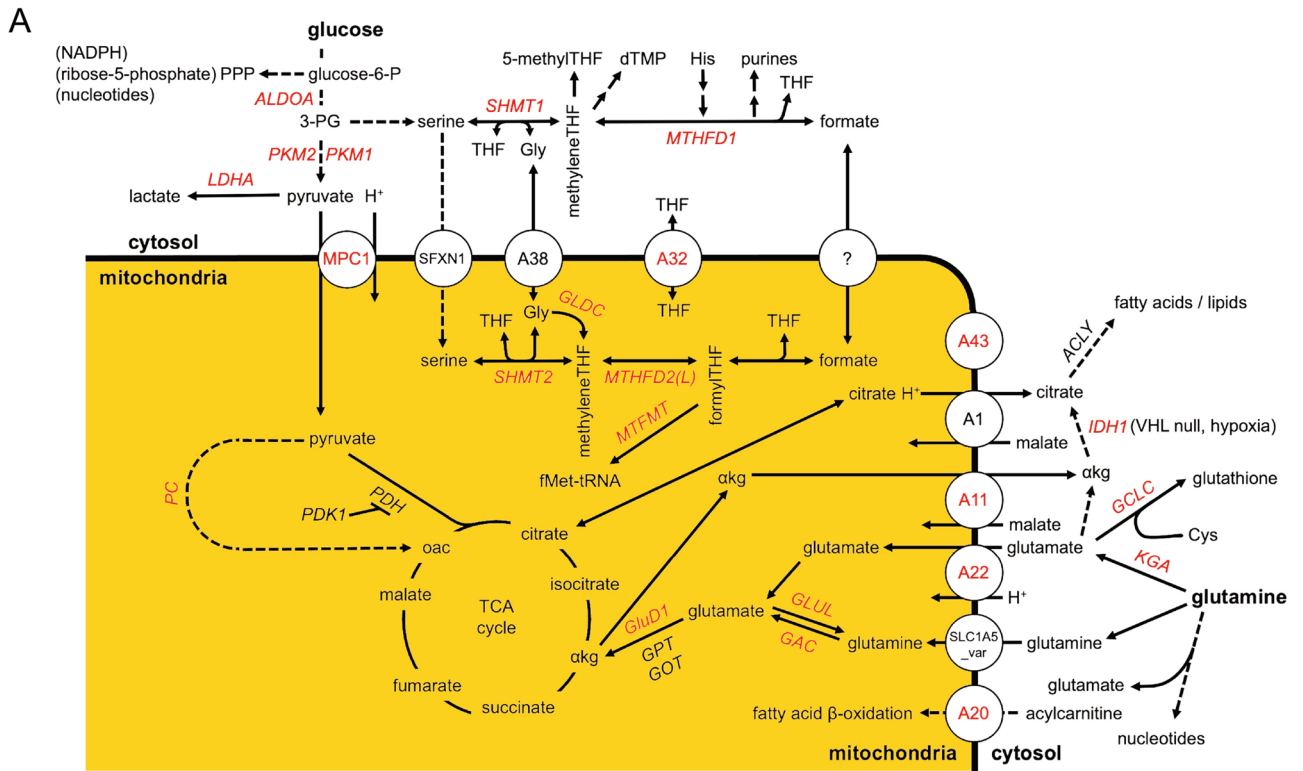 A
glucose
(NADPH)
(ribose-5-phosphate) PPP
(nucleotides)
glucose-6-P
ALDOA
3-PG
serine
SHMT1
THF
Gly
methyleneTHF
5-methylTHF
dTMP
His
purines
THF
MTHFD1
formate
PKM2
PKM1
LDHA
lactate
pyruvate
H+
THF
cytosol
mitochondria
MPC1
SFXN1
A38
A32
?
THF
Gly
GLDC
THF
serine
SHMT2
methyleneTHF
MTHFD2(L)
formylTHF
THF
formate
MTFMT
fMet-tRNA
citrate H+
A43
citrate
ACLY
fatty acids / lipids
A1
malate
IDH1 (VHL null, hypoxia)
pyruvate
PC
PDK1
PDH
oac
citrate
isocitrate
αkg
succinate
fumarate
malate
TCA
cycle
αkg
A11
αkg
malate
GCLC
glutathione
Cys
glutamate
glutamate
A22
H+
KGA
glutamine
GluD1
GPT
GOT
glutamate
GLUL
GAC
glutamine
SLC1A5
_var
glutamine
glutamate
fatty acid β-oxidation
A20
acylcarnitine
nucleotides
mitochondria
cytosol